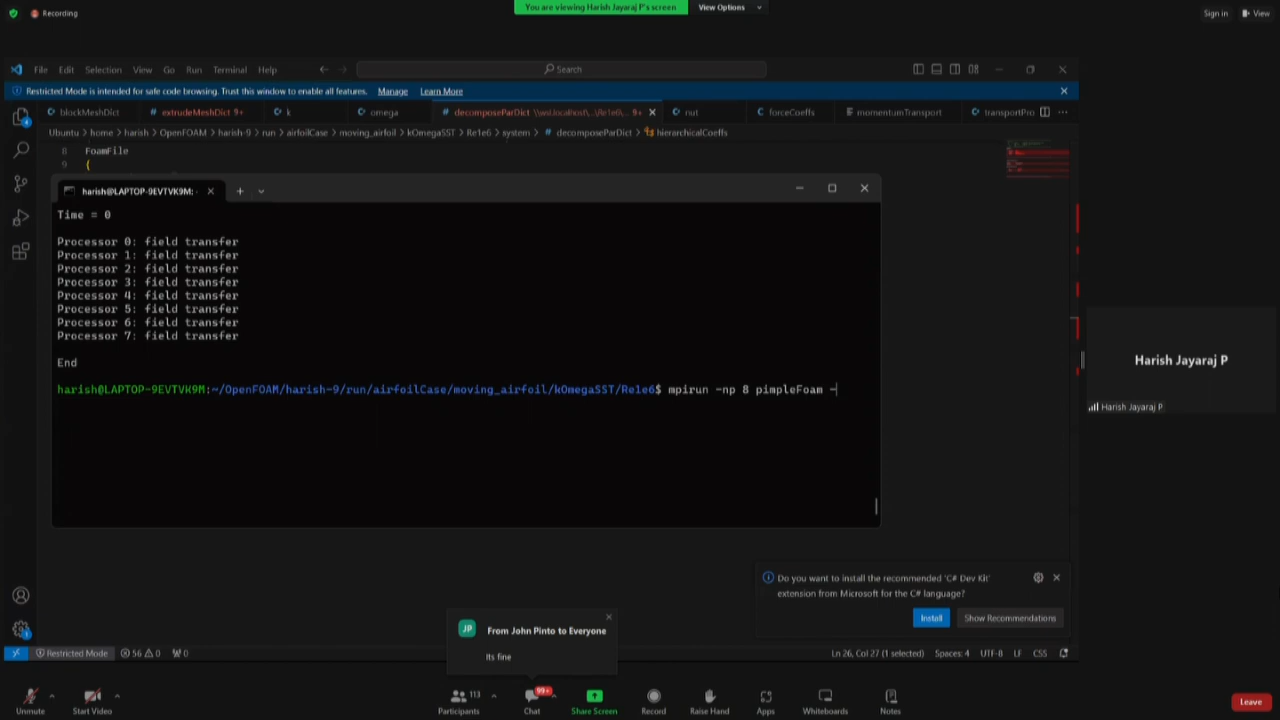 Recording
You are viewing Harish Jayaraj P's screen
View Options
Sign in
View
File Edit Selection View Go Run Terminal Help
Search
Restricted Mode is intended for safe code browsing. Trust this window to enable all features. Manage Learn More
blockMeshDict
extrudeMeshDict 9+
k
omega
decomposeParDict
9+
nut
forceCoeffs
momentumTransport
transportPro
Ubuntu > home > harish > OpenFOAM > harish-9 > run > airfoilCase > moving_airfoil > kOmegaSST > Re1e6 > system > decomposeParDict > hierarchicalCoeffs
8 FoamFile
9 {
harish@LAPTOP-9EVTVK9M: ~
Time = 0
Processor 0: field transfer
Processor 1: field transfer
Processor 2: field transfer
Processor 3: field transfer
Processor 4: field transfer
Processor 5: field transfer
Processor 6: field transfer
Processor 7: field transfer
End
harish@LAPTOP-9EVTVK9M:~/OpenFOAM/harish-9/run/airfoilCase/moving_airfoil/kOmegaSST/Re1e6$ mpirun -np 8 pimpleFoam -
Harish Jayaraj P
Harish Jayaraj P
Do you want to install the recommended 'C# Dev Kit'
extension from Microsoft for the C# language?
Install
Show Recommendations
JP
From John Pinto to Everyone
Its fine
Restricted Mode
56
0
0
Ln 26, Col 27 (1 selected) Spaces: 4 UTF-8 LF CSS
Unmute
Start Video
113
Participants
99+
Chat
Share Screen
Record
Raise Hand
Apps
Whiteboards
Notes
Leave